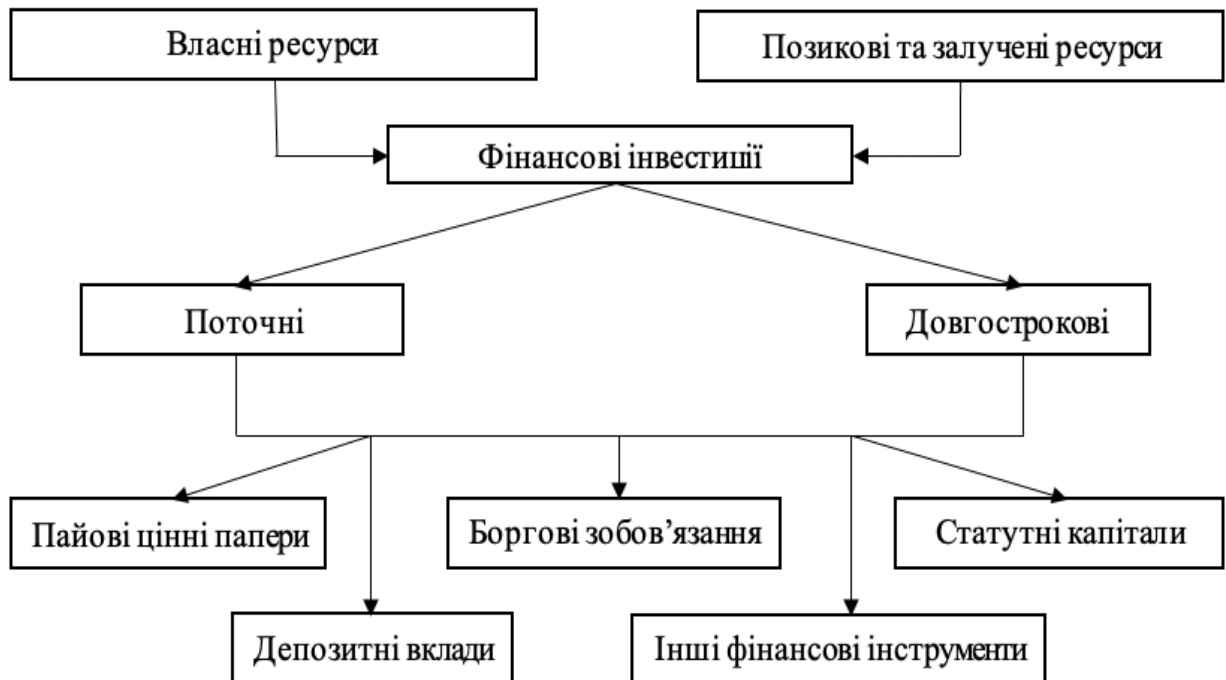 Власні ресурси
Позикові та залучені ресурси
Фінансові інвестиції
Поточні
Довгострокові
Пайові цінні папери
Боргові зобов’язання
Статутні капітали
Депозитні вклади
Інші фінансові інструменти